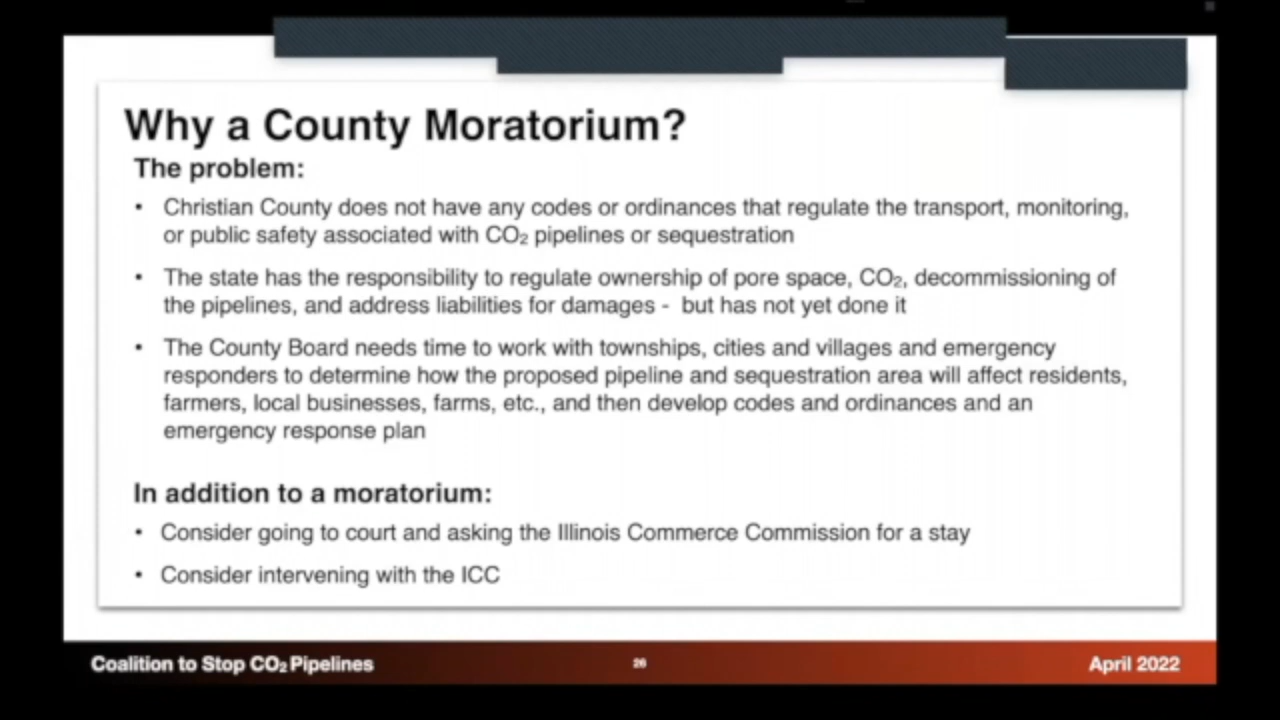 Why a County Moratorium?
The problem:
• Christian County does not have any codes or ordinances that regulate the transport, monitoring,
or public safety associated with CO₂ pipelines or sequestration
• The state has the responsibility to regulate ownership of pore space, CO₂, decommissioning of
the pipelines, and address liabilities for damages - but has not yet done it
• The County Board needs time to work with townships, cities and villages and emergency
responders to determine how the proposed pipeline and sequestration area will affect residents,
farmers, local businesses, farms, etc., and then develop codes and ordinances and an
emergency response plan
In addition to a moratorium:
• Consider going to court and asking the Illinois Commerce Commission for a stay
• Consider intervening with the ICC
Coalition to Stop CO₂ Pipelines 26 April 2022